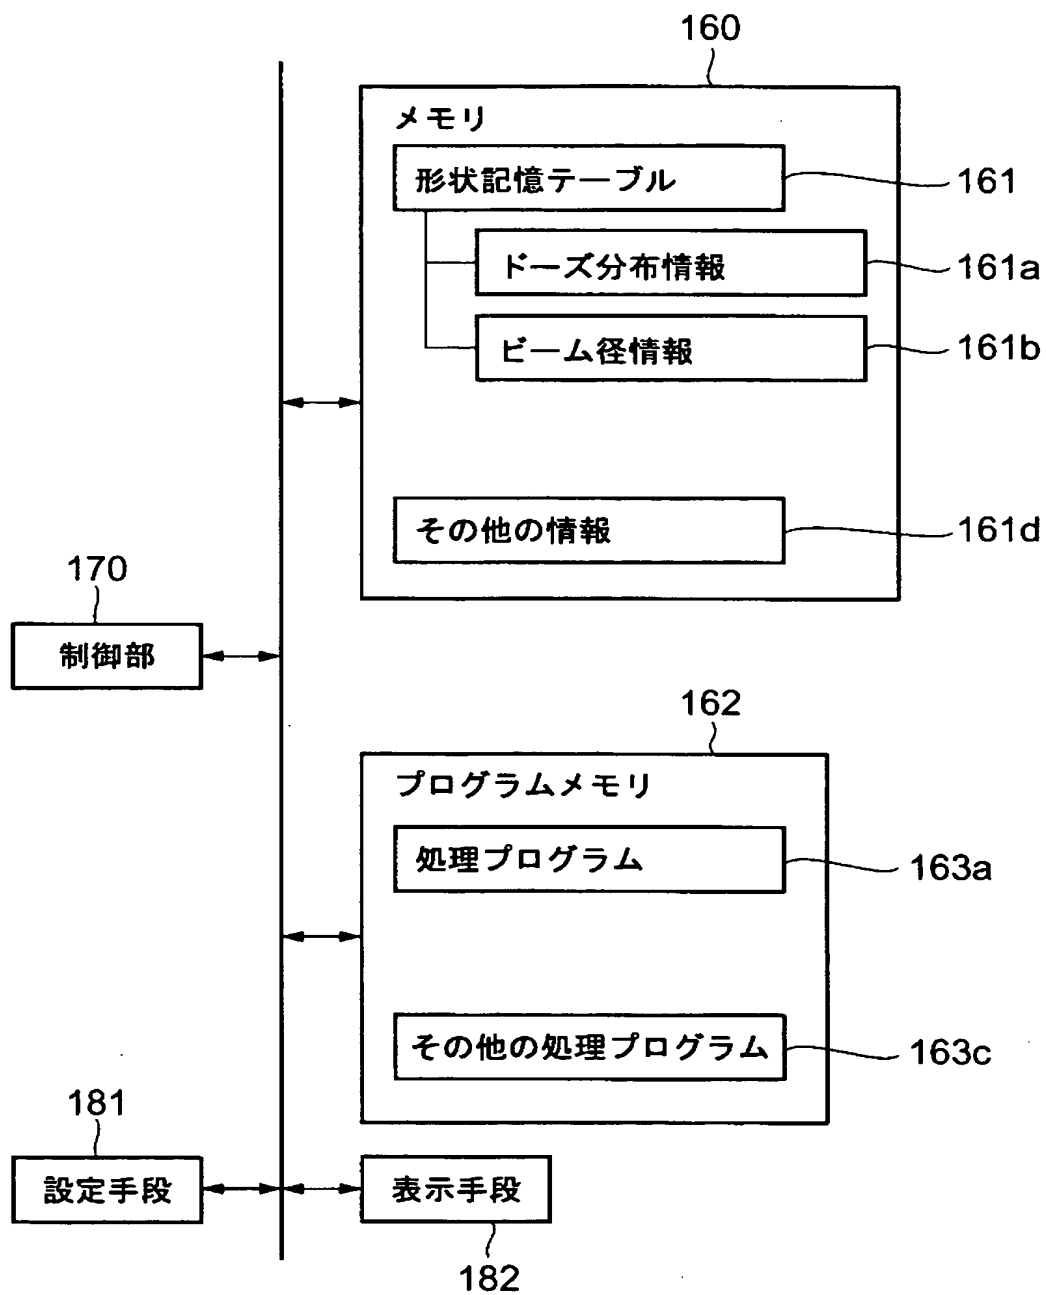 160
メモリ
形状記憶テーブル
161
ドーズ分布情報
161a
ビーム径情報
161b
その他の情報
161d
170
制御部
162
プログラムメモリ
処理プログラム
163a
その他の処理プログラム
163c
181
設定手段
表示手段
182